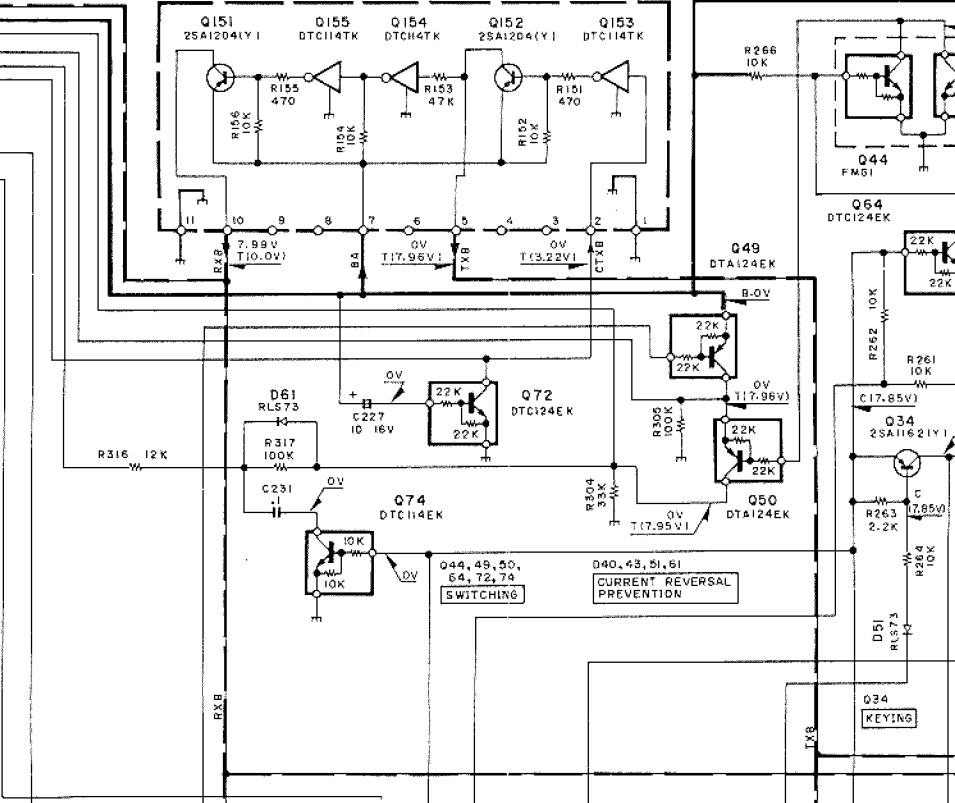 Q151 Q155 Q154 Q152 Q153
2SA1204(Y) DTC114TK DTC114TK 2SA1204(Y) DTC114TK
R155
470
R153
47K
R151
470
R156
10K
R154
10K
R152
10K
R266
10K
Q44
FMG1
Q64
DTC124EK
11 10 9 8 7 6 5 4 3 2 1
RXB
7.99V
T(0.0V)
8A
0V
T(7.96V)
TXB
0V
T(3.22V)
CTXB
Q49
DTA124EK
8.0V
22K
22K
22K
22K
R262 10K
R261
10K
C(7.85V)
0V
T(7.96V)
D61
RLS73
+
C227
10 16V
0V
22K
22K
Q72
DTC124EK
R305
100K
22K
22K
Q34
2SA1162(Y)
R316 12K
R317
100K
C231
0V
Q74
DTC114EK
R304
33K
0V
T(7.95V)
Q50
DTA124EK
R263
2.2K
C
(7.85V)
R264
10K
10K
10K
0V
Q44,49,50,
64,72,74
SWITCHING
D40,43,51,61
CURRENT REVERSAL
PREVENTION
D51
RLS73
RXB
TXB
Q34
KEYING